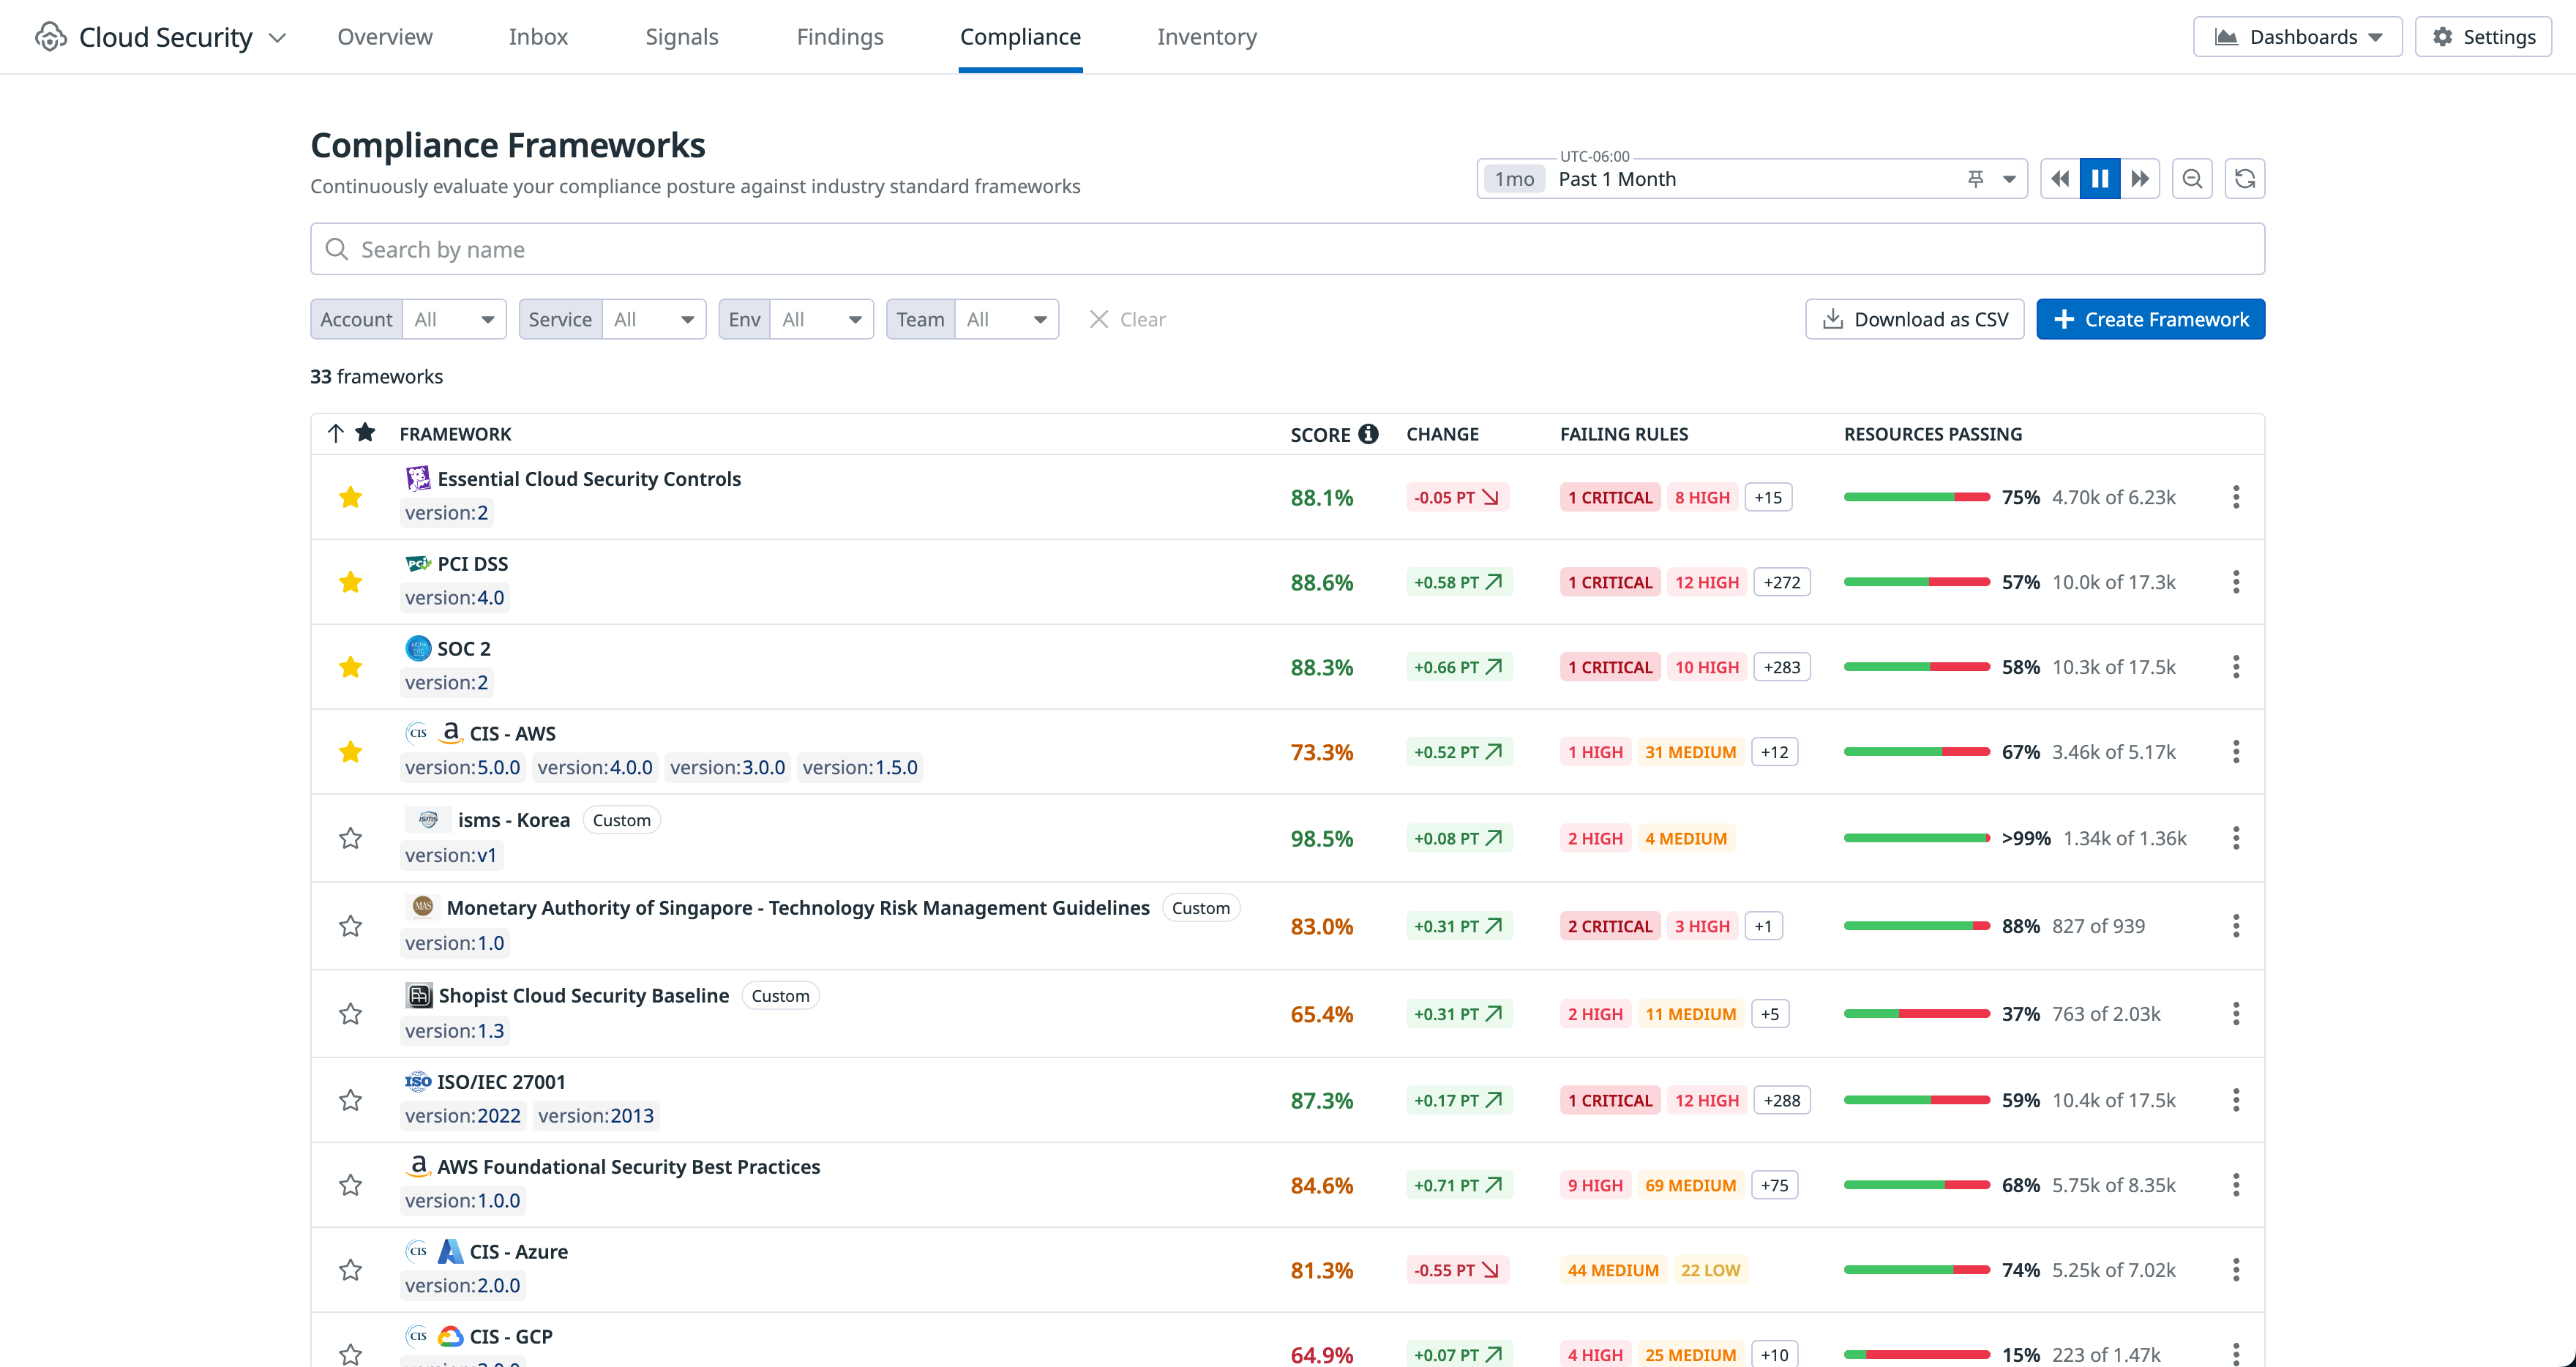 Cloud Security Overview Inbox Signals Findings Compliance Inventory Dashboards Settings
Compliance Frameworks
Continuously evaluate your compliance posture against industry standard frameworks
UTC-06:00
1mo Past 1 Month
Search by name
Account All Service All Env All Team All Clear Download as CSV Create Framework
33 frameworks
FRAMEWORK SCORE CHANGE FAILING RULES RESOURCES PASSING
Essential Cloud Security Controls
version:2
88.1% -0.05 PT 1 CRITICAL 8 HIGH +15 75% 4.70k of 6.23k
PCI PCI DSS
version:4.0
88.6% +0.58 PT 1 CRITICAL 12 HIGH +272 57% 10.0k of 17.3k
SOC 2
version:2
88.3% +0.66 PT 1 CRITICAL 10 HIGH +283 58% 10.3k of 17.5k
CIS a CIS - AWS
version:5.0.0 version:4.0.0 version:3.0.0 version:1.5.0
73.3% +0.52 PT 1 HIGH 31 MEDIUM +12 67% 3.46k of 5.17k
isms isms - Korea Custom
version:v1
98.5% +0.08 PT 2 HIGH 4 MEDIUM >99% 1.34k of 1.36k
MAS Monetary Authority of Singapore - Technology Risk Management Guidelines Custom
version:1.0
83.0% +0.31 PT 2 CRITICAL 3 HIGH +1 88% 827 of 939
Shopist Cloud Security Baseline Custom
version:1.3
65.4% +0.31 PT 2 HIGH 11 MEDIUM +5 37% 763 of 2.03k
ISO ISO/IEC 27001
version:2022 version:2013
87.3% +0.17 PT 1 CRITICAL 12 HIGH +288 59% 10.4k of 17.5k
a AWS Foundational Security Best Practices
version:1.0.0
84.6% +0.71 PT 9 HIGH 69 MEDIUM +75 68% 5.75k of 8.35k
CIS CIS - Azure
version:2.0.0
81.3% -0.55 PT 44 MEDIUM 22 LOW 74% 5.25k of 7.02k
CIS CIS - GCP
64.9% +0.07 PT 4 HIGH 25 MEDIUM +10 15% 223 of 1.47k